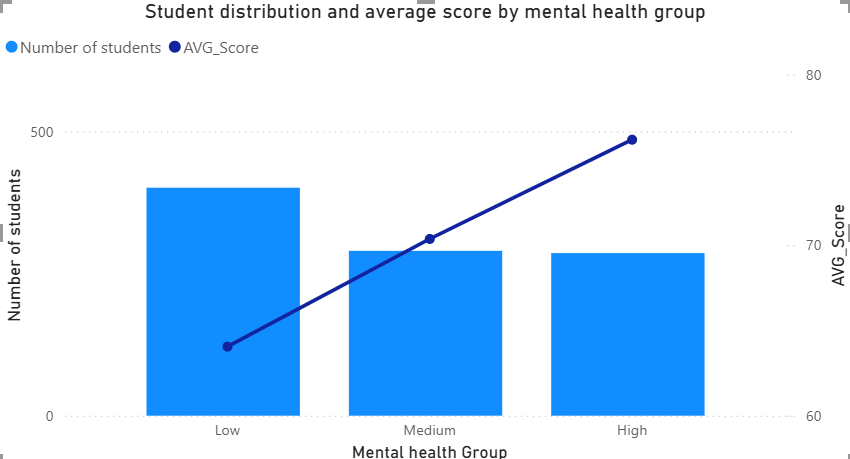 Student distribution and average score by mental health group
Number of students AVG_Score
80
500
70
0
60
Number of students
AVG_Score
Low Medium High
Mental health Group